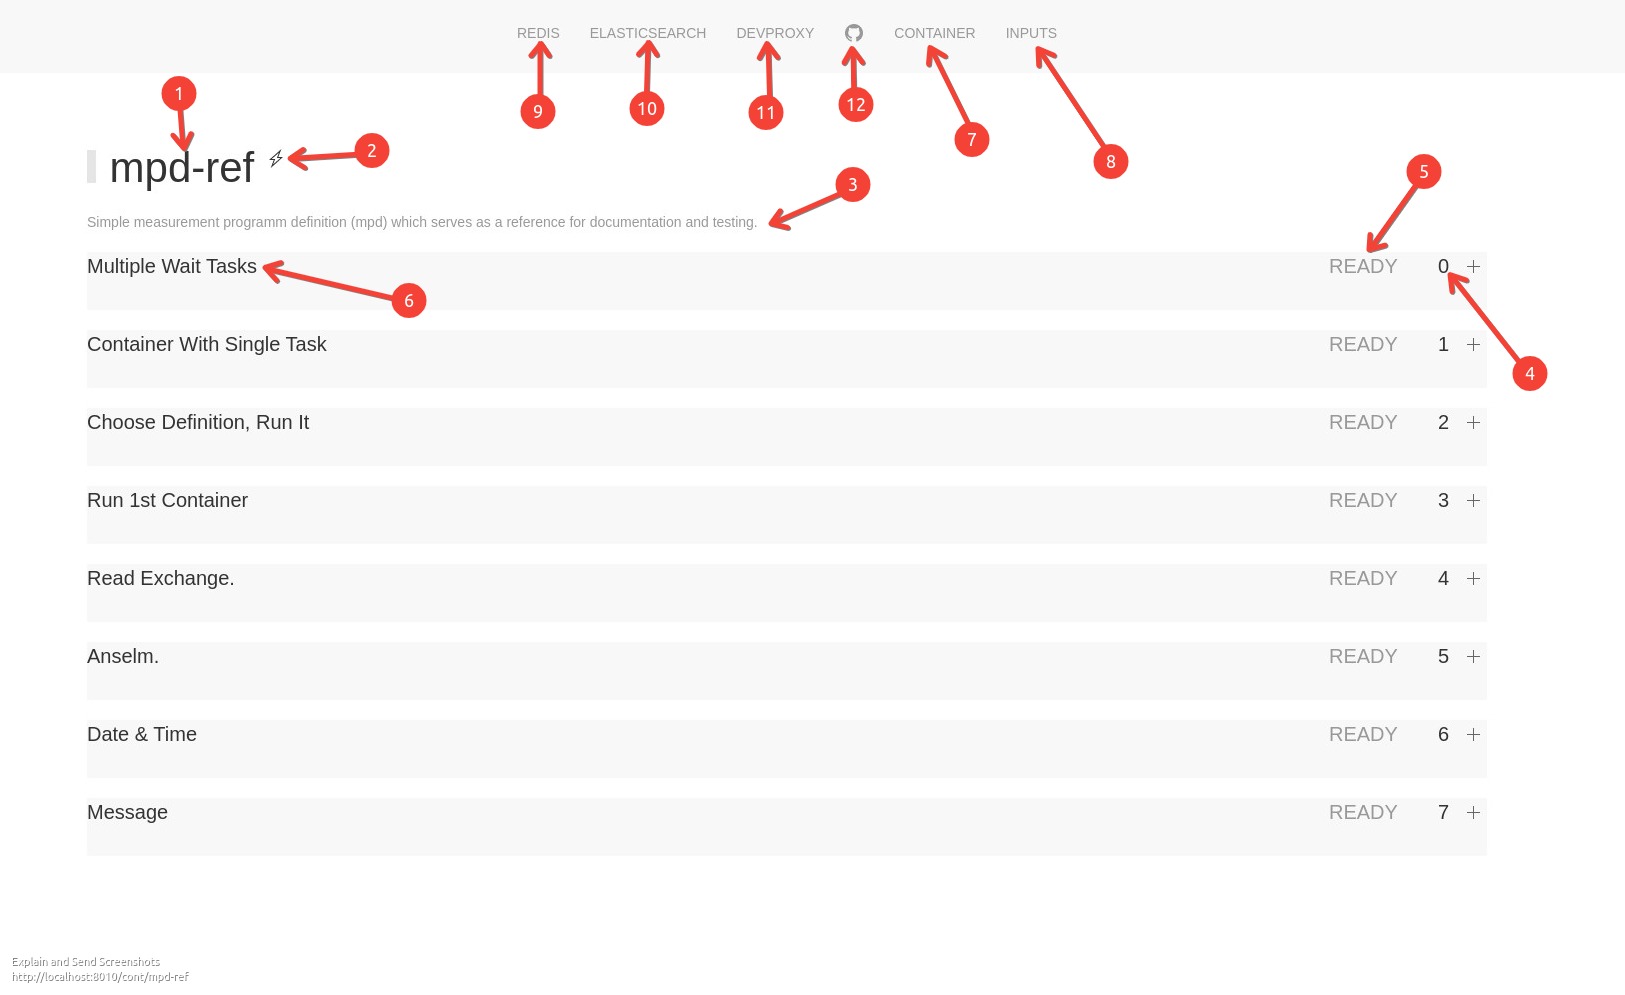 REDIS ELASTICSEARCH DEVPROXY CONTAINER INPUTS
9 10 11 12 7 8
1
mpd-ref 2
3
5
Simple measurement programm definition (mpd) which serves as a reference for documentation and testing.
Multiple Wait Tasks READY 0
6
Container With Single Task READY 1
4
Choose Definition, Run It READY 2
Run 1st Container READY 3
Read Exchange. READY 4
Anselm. READY 5
Date & Time READY 6
Message READY 7
Explain and Send Screenshots
http://localhost:8010/cont/mpd-ref